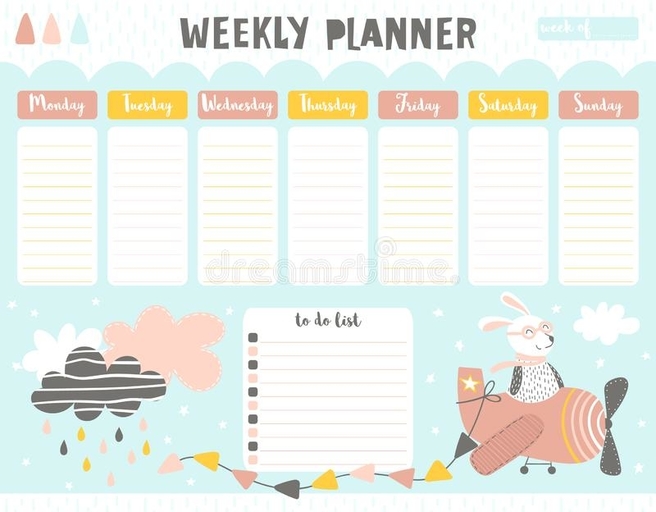 WEEKLY PLANNER
week of
Monday Tuesday Wednesday Thursday Friday Saturday Sunday
dreamstime.
to do list